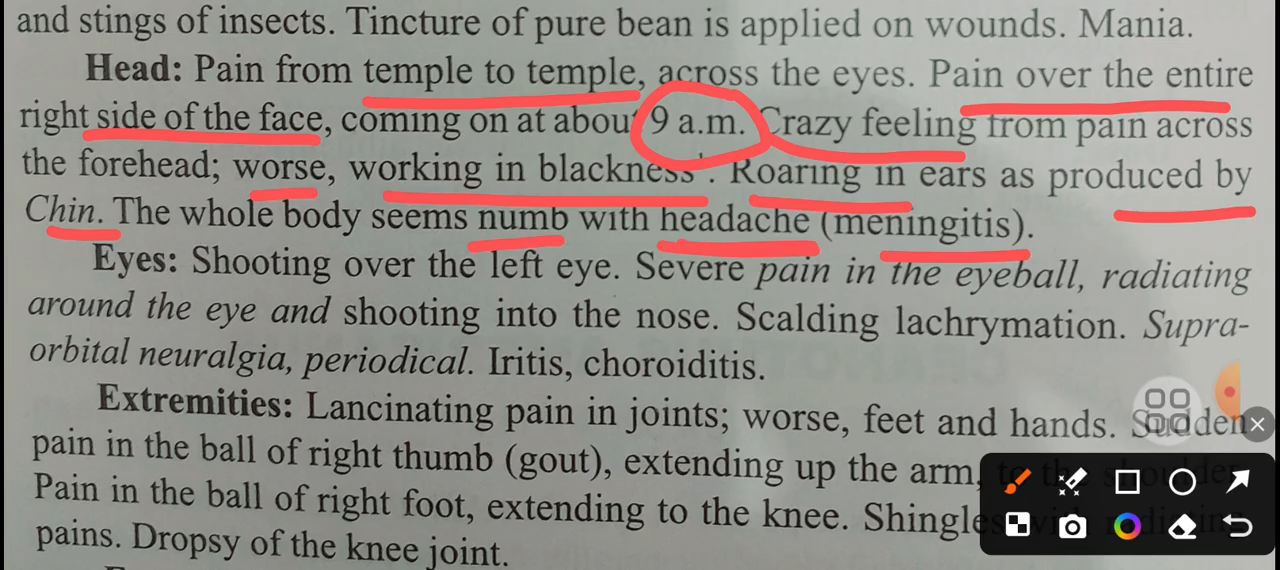 and stings of insects. Tincture of pure bean is applied on wounds. Mania.
Head: Pain from temple to temple, across the eyes. Pain over the entire
right side of the face, coming on at about 9 a.m. Crazy feeling from pain across
the forehead; worse, working in blackness. Roaring in ears as produced by
Chin. The whole body seems numb with headache (meningitis).
Eyes: Shooting over the left eye. Severe pain in the eyeball, radiating
around the eye and shooting into the nose. Scalding lachrymation. Supra-
orbital neuralgia, periodical. Iritis, choroiditis.
Extremities: Lancinating pain in joints; worse, feet and hands. Sudden
pain in the ball of right thumb (gout), extending up the arm, to the shoulder.
Pain in the ball of right foot, extending to the knee. Shingles with radiating
pains. Dropsy of the knee joint.